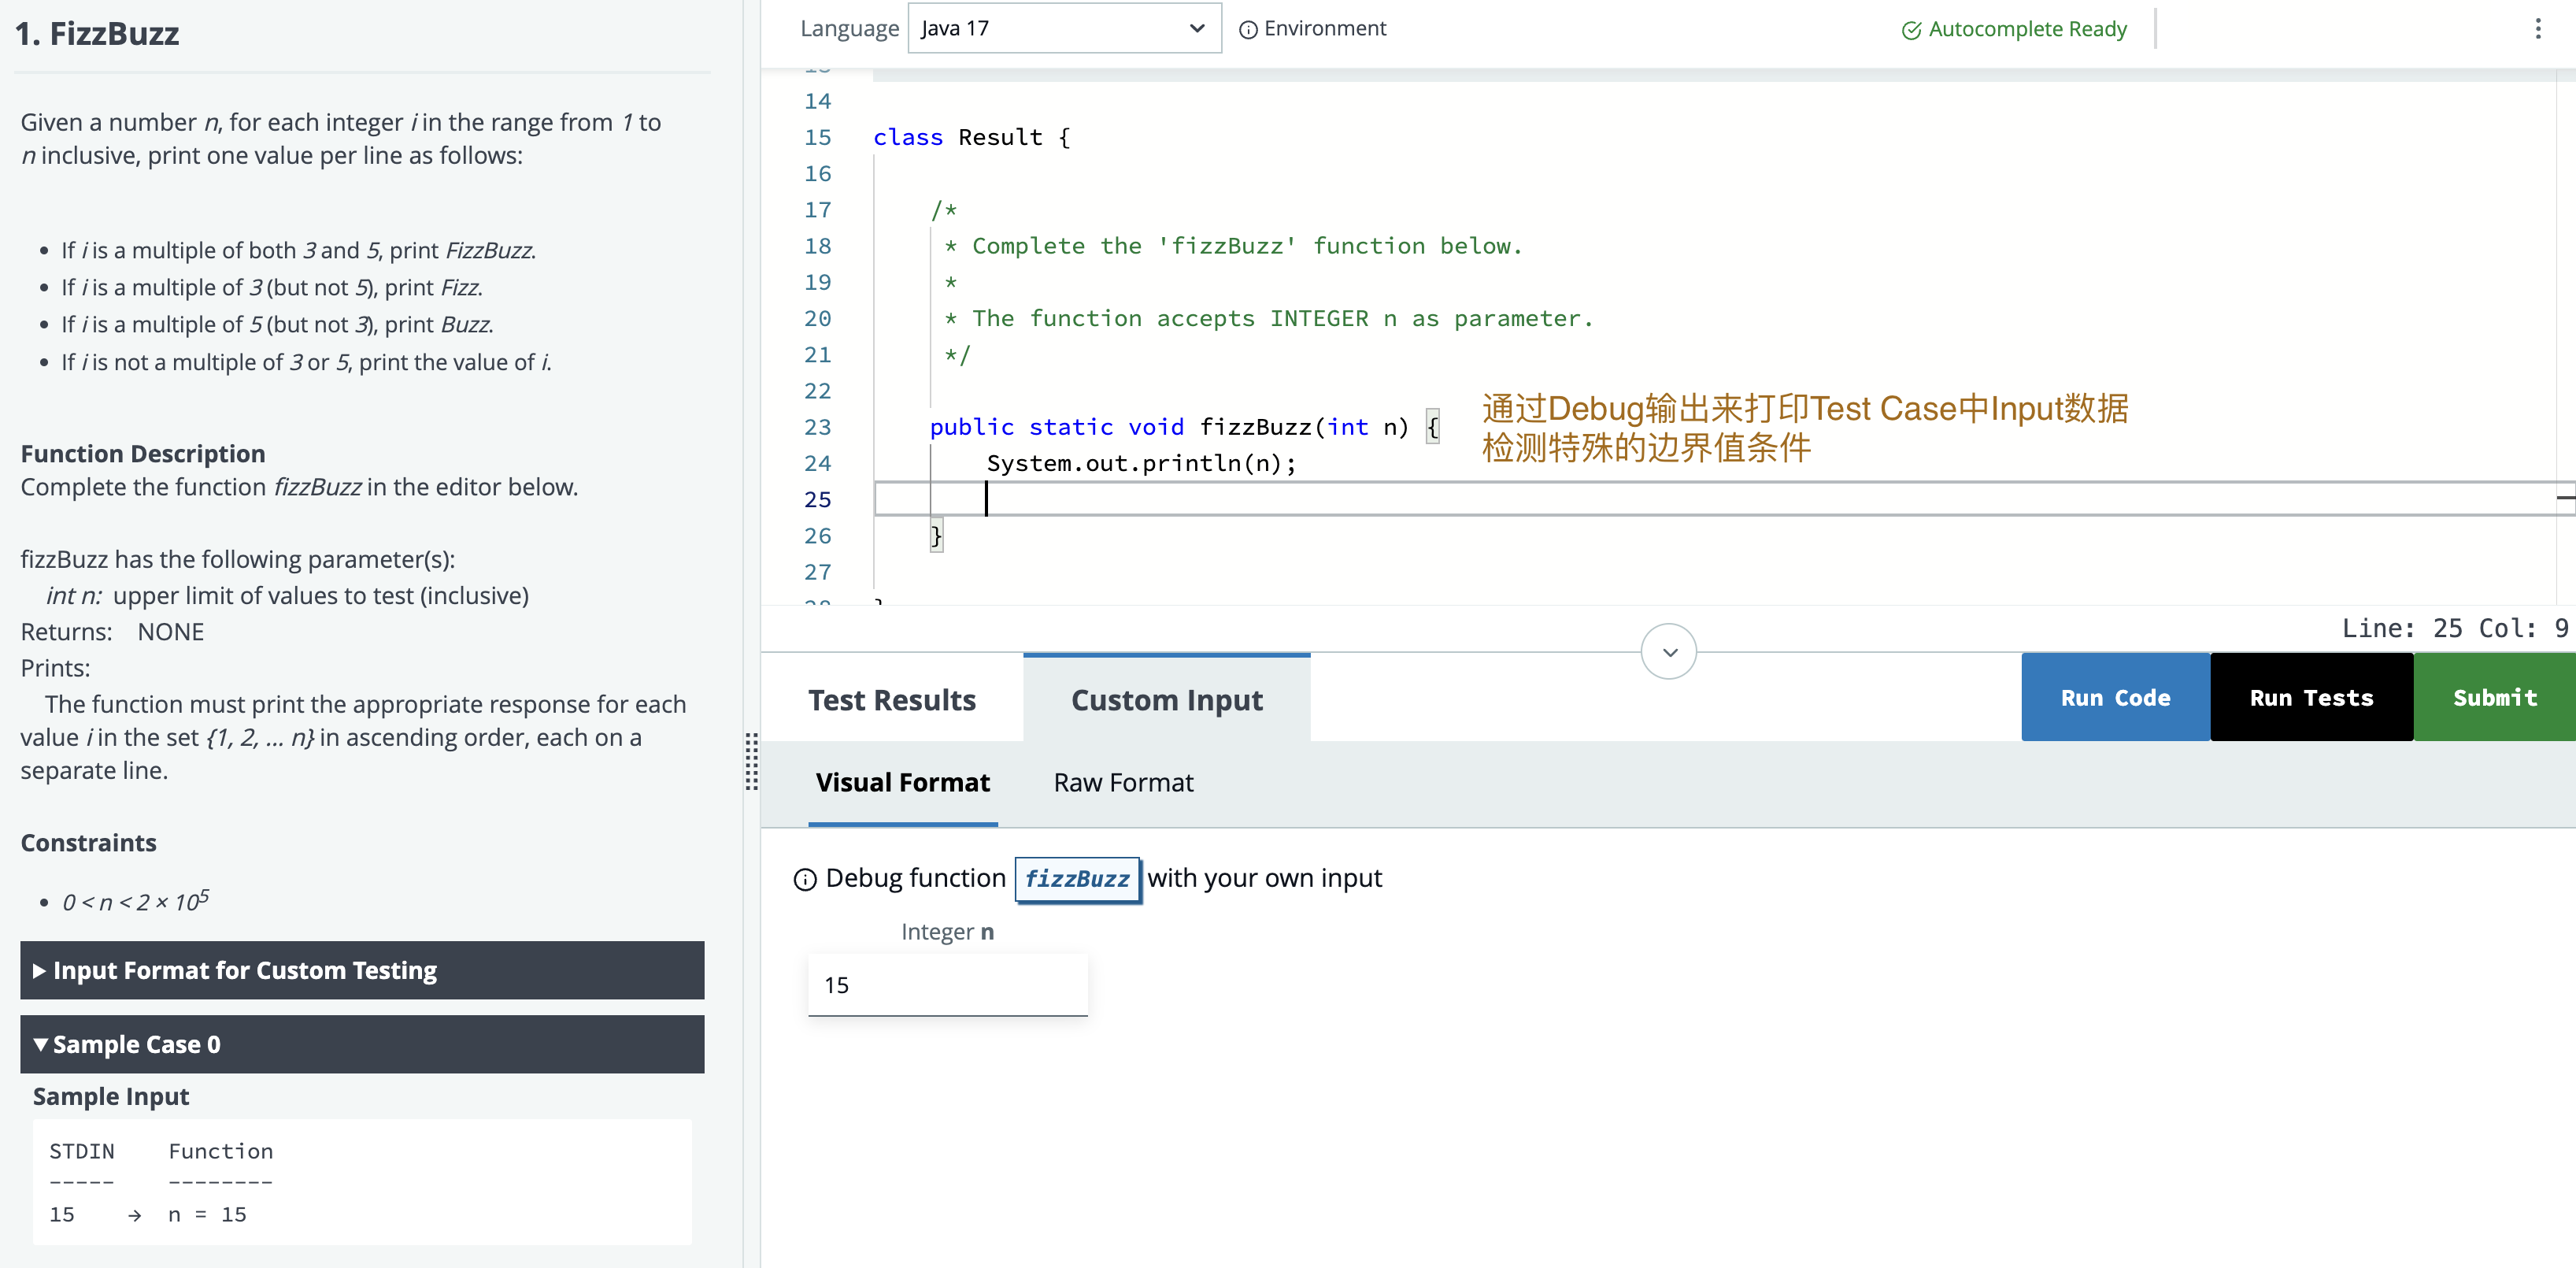 1. FizzBuzz
Given a number n, for each integer i in the range from 1 to
n inclusive, print one value per line as follows:
• If i is a multiple of both 3 and 5, print FizzBuzz.
• If i is a multiple of 3 (but not 5), print Fizz.
• If i is a multiple of 5 (but not 3), print Buzz.
• If i is not a multiple of 3 or 5, print the value of i.
Function Description
Complete the function fizzBuzz in the editor below.
fizzBuzz has the following parameter(s):
int n: upper limit of values to test (inclusive)
Returns: NONE
Prints:
The function must print the appropriate response for each
value i in the set {1, 2, ... n} in ascending order, each on a
separate line.
Constraints
• 0 < n < 2 × 10⁵
▶ Input Format for Custom Testing
▼ Sample Case 0
Sample Input
STDIN Function
----- --------
15 → n = 15
Language Java 17 Environment Autocomplete Ready
14
15 class Result {
16
17 /*
18 * Complete the 'fizzBuzz' function below.
19 *
20 * The function accepts INTEGER n as parameter.
21 */
22
23 public static void fizzBuzz(int n) {
24 System.out.println(n);
25
26 }
27
通过Debug输出来打印Test Case中Input数据
检测特殊的边界值条件
Line: 25 Col: 9
Test Results Custom Input Run Code Run Tests Submit
Visual Format Raw Format
Debug function fizzBuzz with your own input
Integer n
15